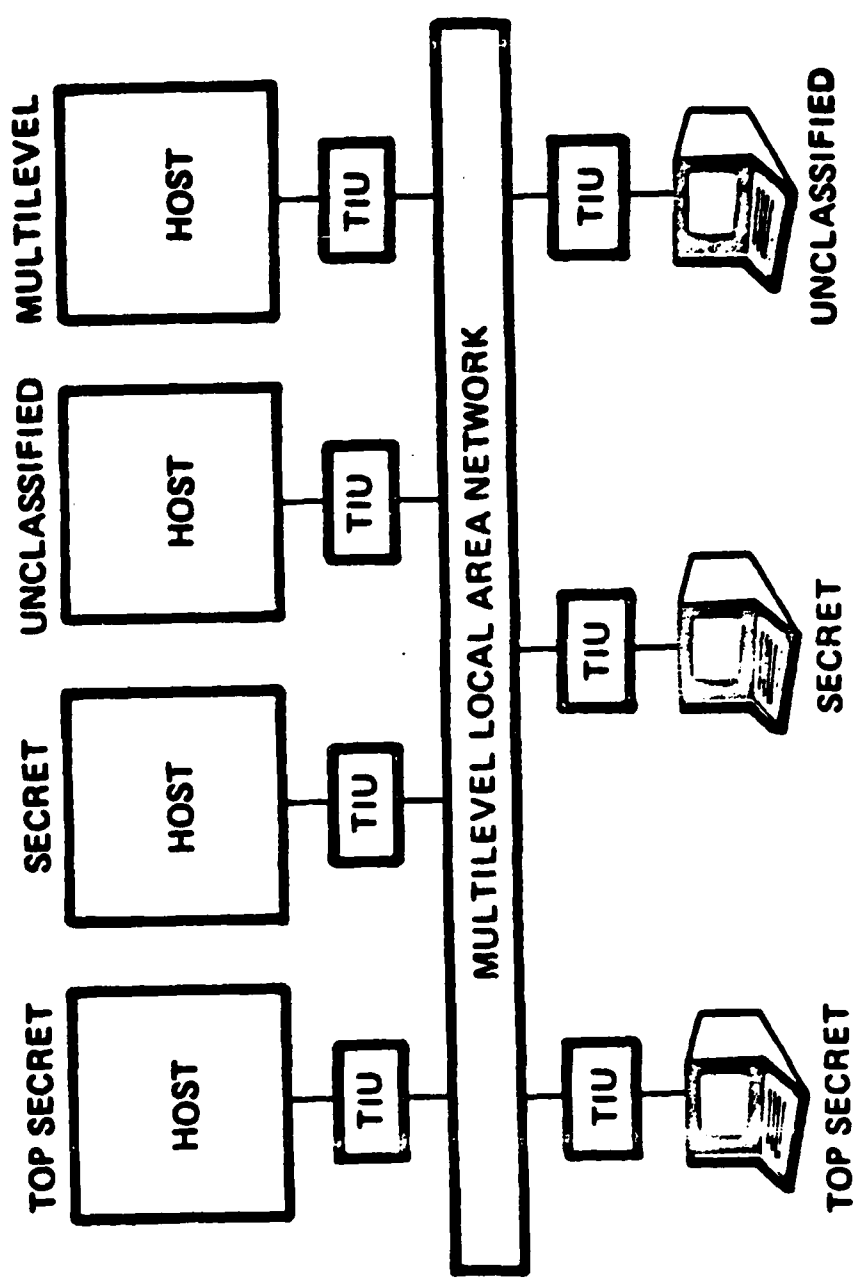 TOP SECRET
SECRET
UNCLASSIFIED
MULTILEVEL
HOST
HOST
HOST
HOST
TIU
TIU
TIU
TIU
MULTILEVEL LOCAL AREA NETWORK
TIU
TIU
TIU
TOP SECRET
SECRET
UNCLASSIFIED